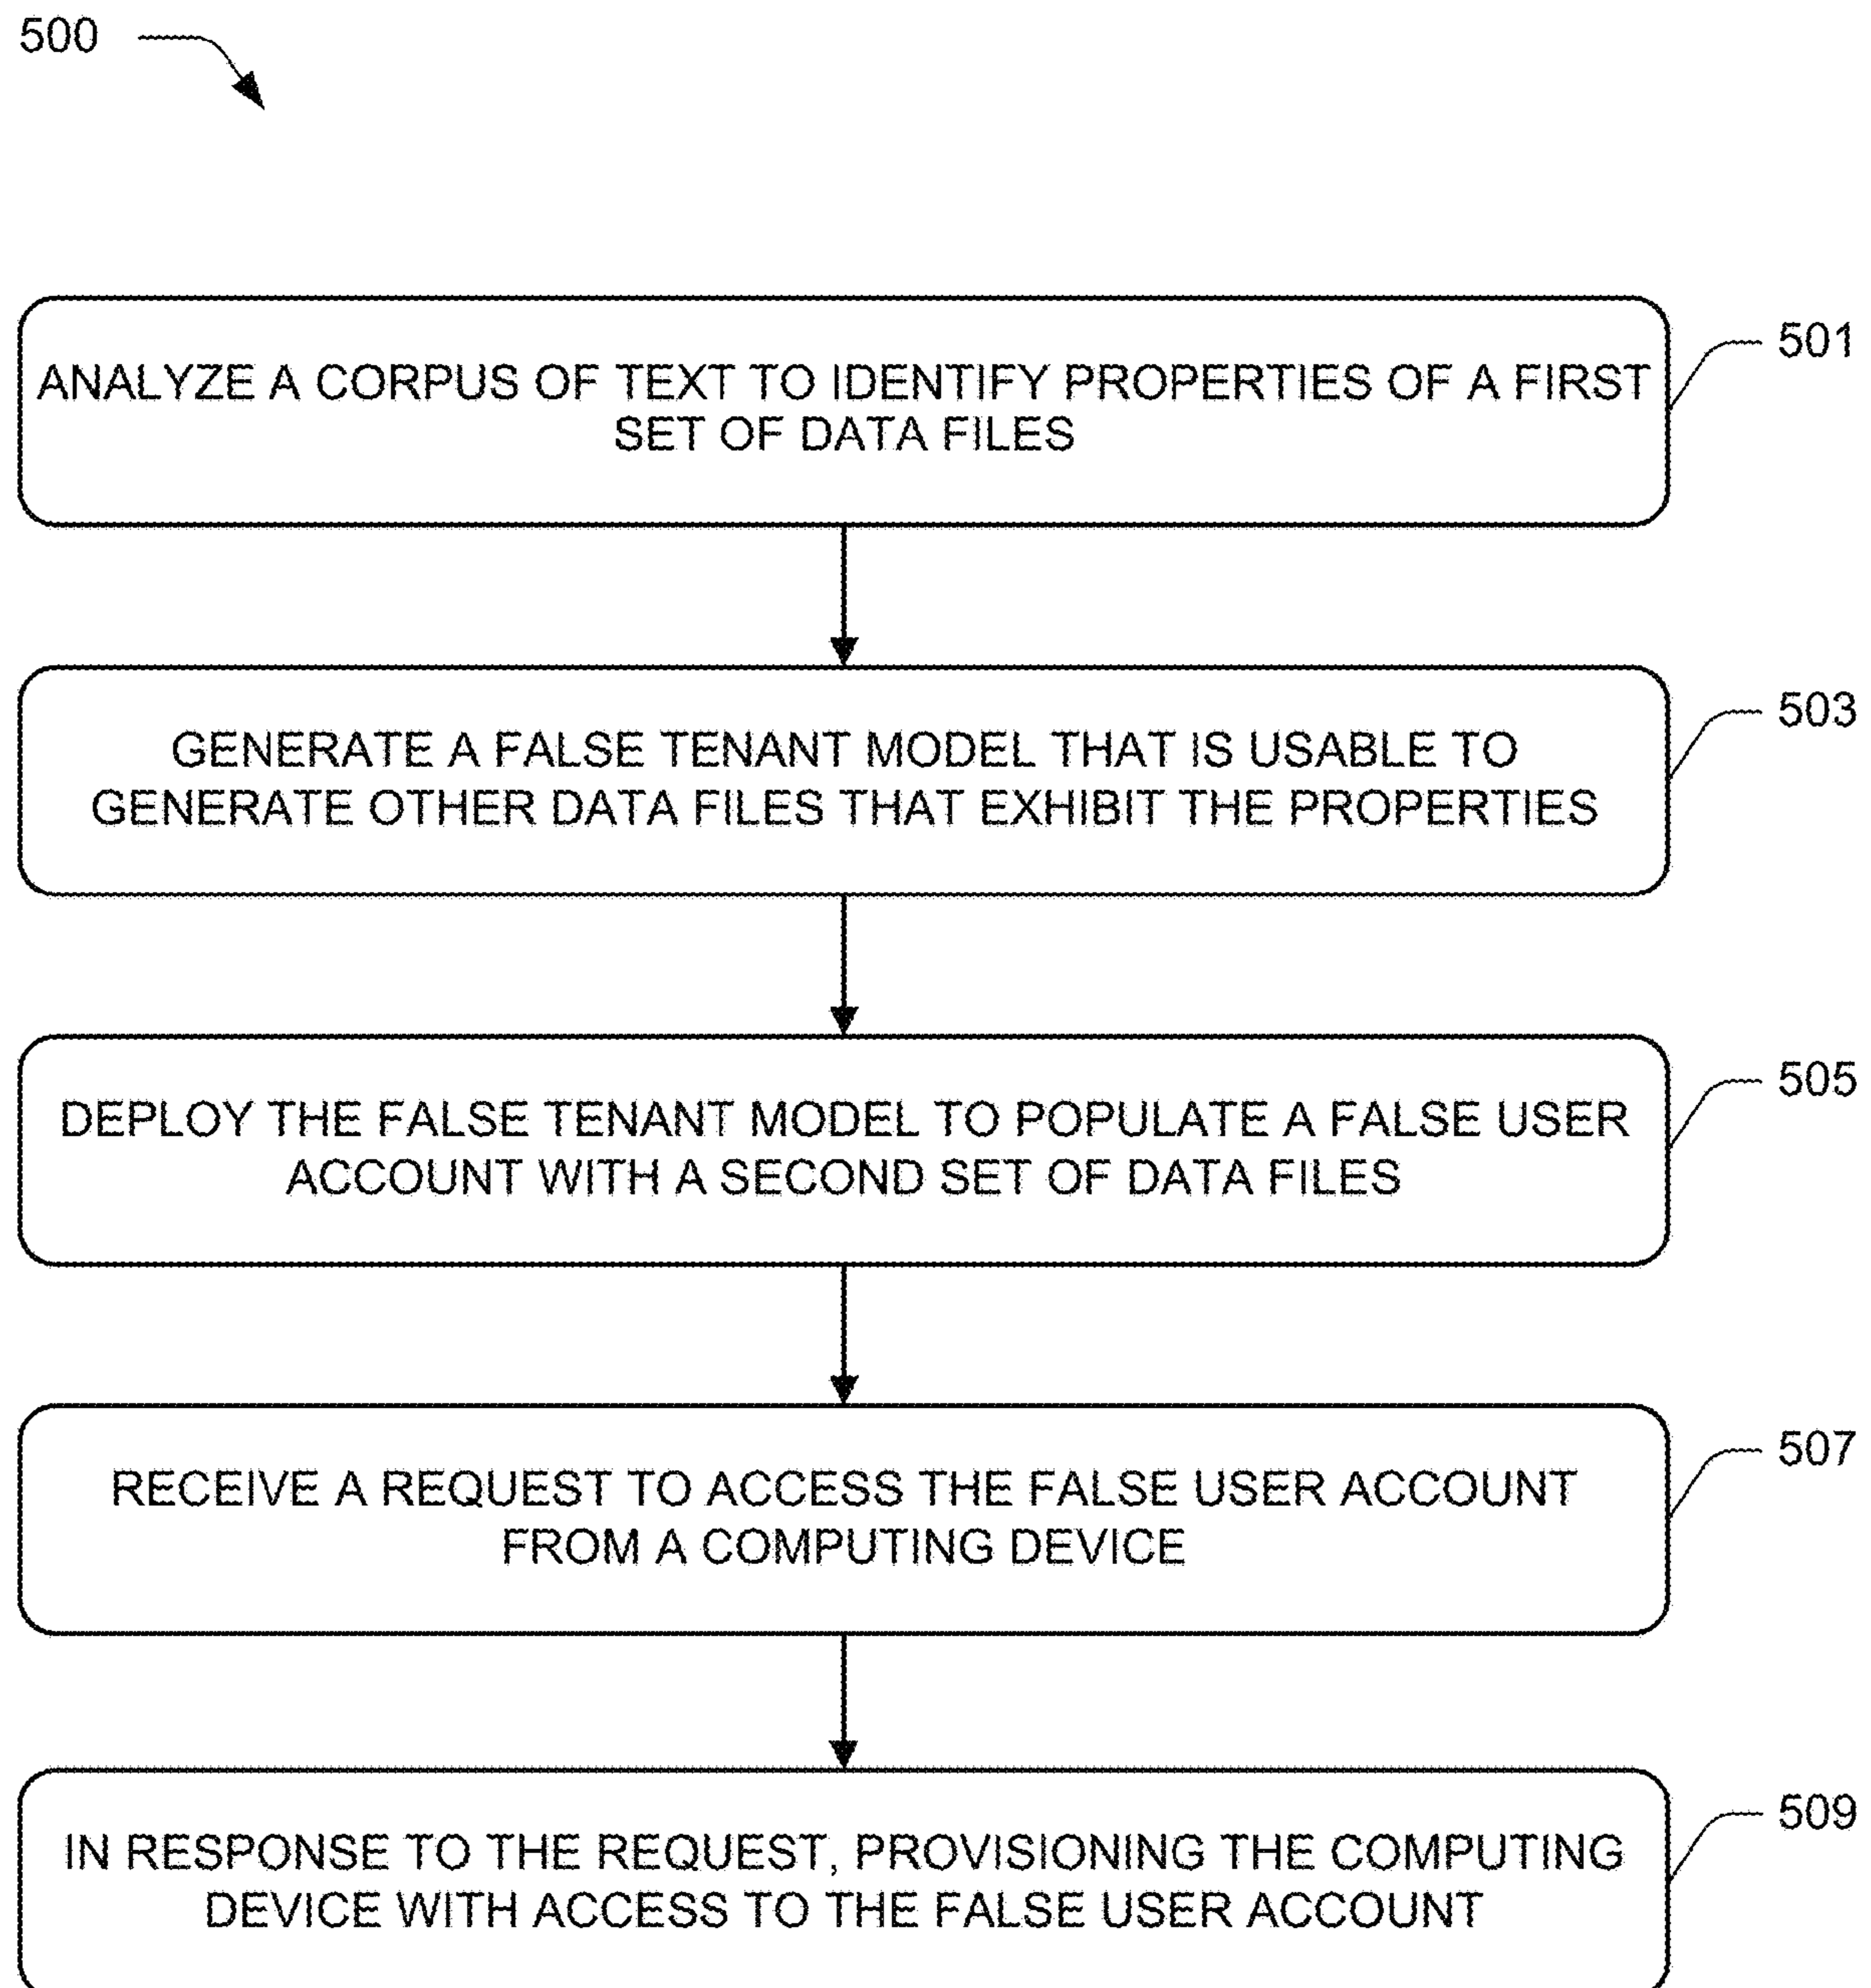 500
ANALYZE A CORPUS OF TEXT TO IDENTIFY PROPERTIES OF A FIRST
SET OF DATA FILES
501
GENERATE A FALSE TENANT MODEL THAT IS USABLE TO
GENERATE OTHER DATA FILES THAT EXHIBIT THE PROPERTIES
503
DEPLOY THE FALSE TENANT MODEL TO POPULATE A FALSE USER
ACCOUNT WITH A SECOND SET OF DATA FILES
505
RECEIVE A REQUEST TO ACCESS THE FALSE USER ACCOUNT
FROM A COMPUTING DEVICE
507
IN RESPONSE TO THE REQUEST, PROVISIONING THE COMPUTING
DEVICE WITH ACCESS TO THE FALSE USER ACCOUNT
509